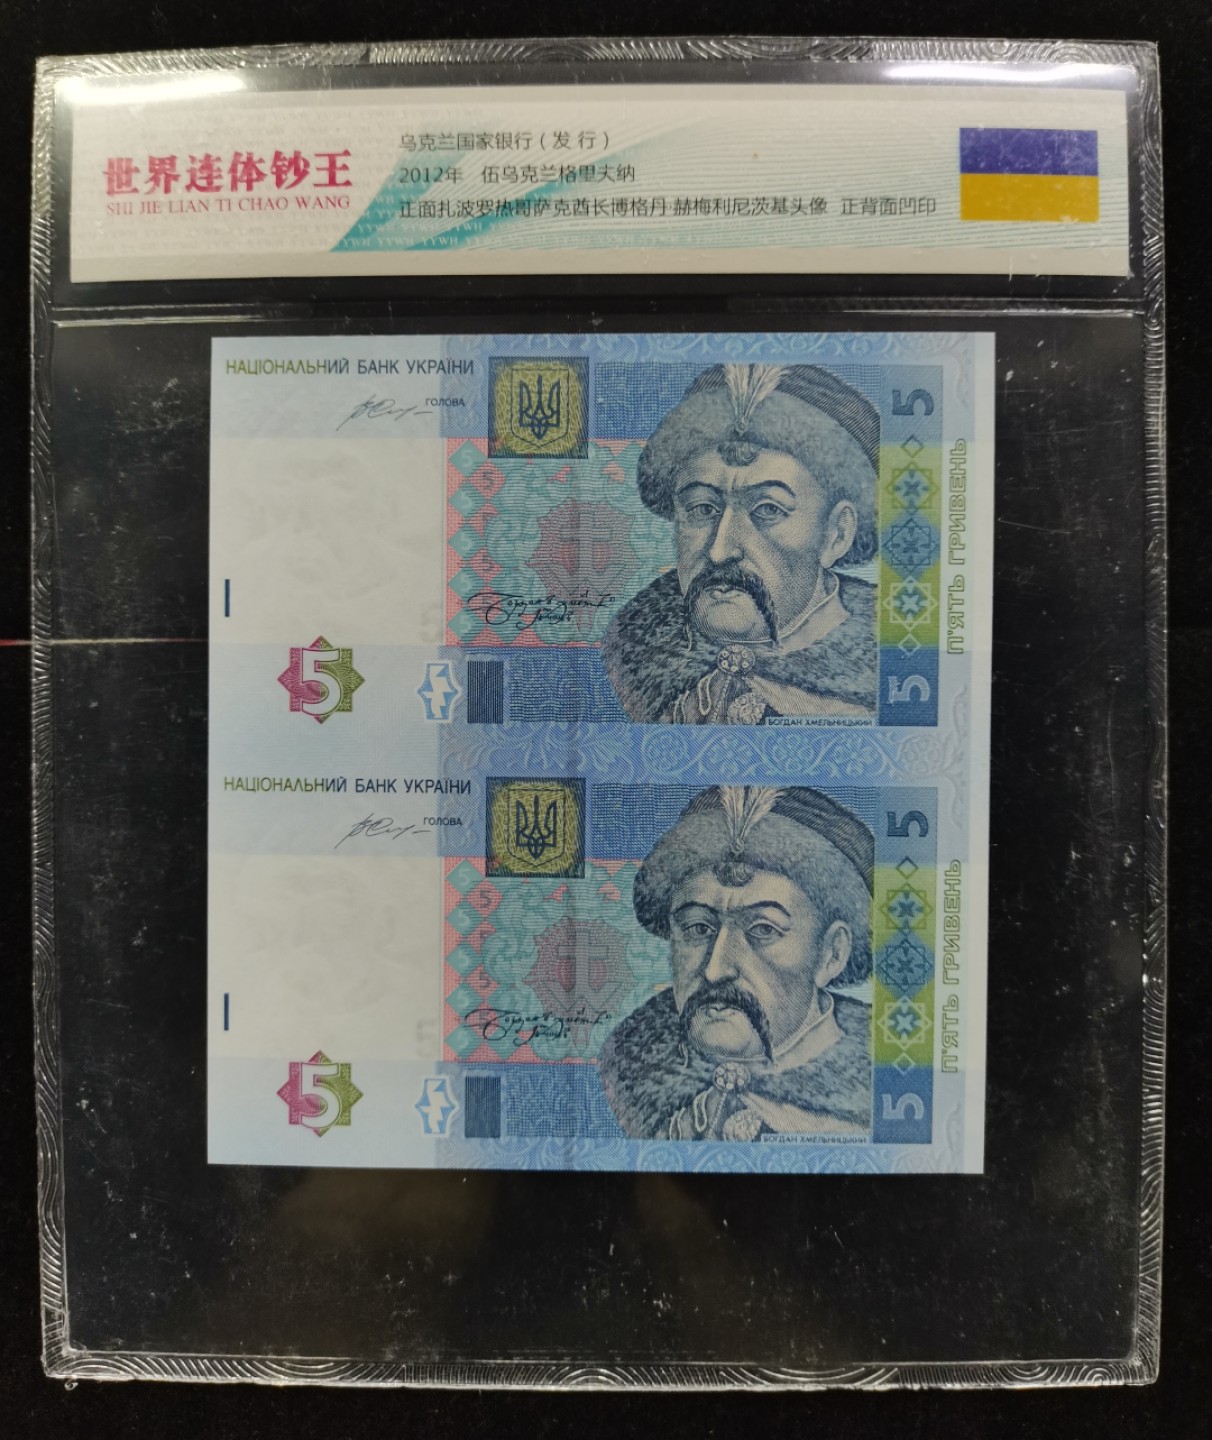 世界连体钞王
SHI JIE LIAN TI CHAO WANG
乌克兰国家银行（发 行）
2012年 伍乌克兰格里夫纳
正面扎波罗热哥萨克酋长博格丹·赫梅利尼茨基头像 正背面凹印
НАЦІОНАЛЬНИЙ БАНК УКРАЇНИ
ГОЛОВА
5
П'ЯТЬ ГРИВЕНЬ
5
5
БОГДАН ХМЕЛЬНИЦЬКИЙ
НАЦІОНАЛЬНИЙ БАНК УКРАЇНИ
ГОЛОВА
5
П'ЯТЬ ГРИВЕНЬ
5
5
БОГДАН ХМЕЛЬНИЦЬКИЙ